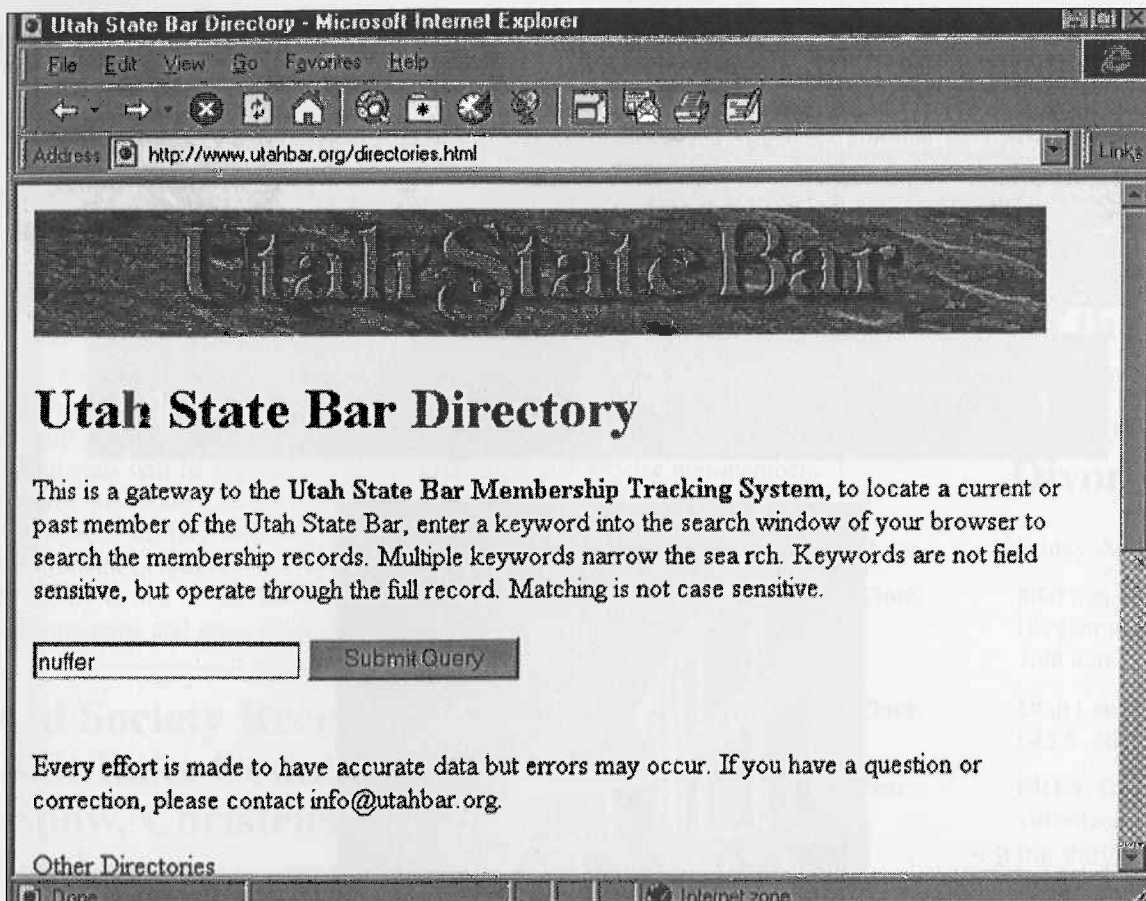 Utah State Bar Directory - Microsoft Internet Explorer
File Edit View Go Favorites Help
Address http://www.utahbar.org/directories.html Links
Utah State Bar
Utah State Bar Directory
This is a gateway to the Utah State Bar Membership Tracking System, to locate a current or
past member of the Utah State Bar, enter a keyword into the search window of your browser to
search the membership records. Multiple keywords narrow the sea rch. Keywords are not field
sensitive, but operate through the full record. Matching is not case sensitive.
nuffer Submit Query
Every effort is made to have accurate data but errors may occur. If you have a question or
correction, please contact info@utahbar.org.
Other Directories
Done Internet zone